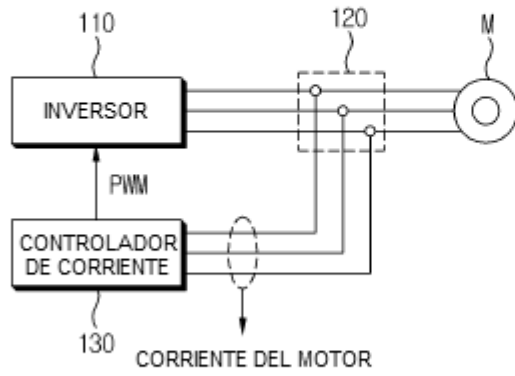 110
120
M
INVERSOR
PWM
CONTROLADOR
DE CORRIENTE
130
CORRIENTE DEL MOTOR